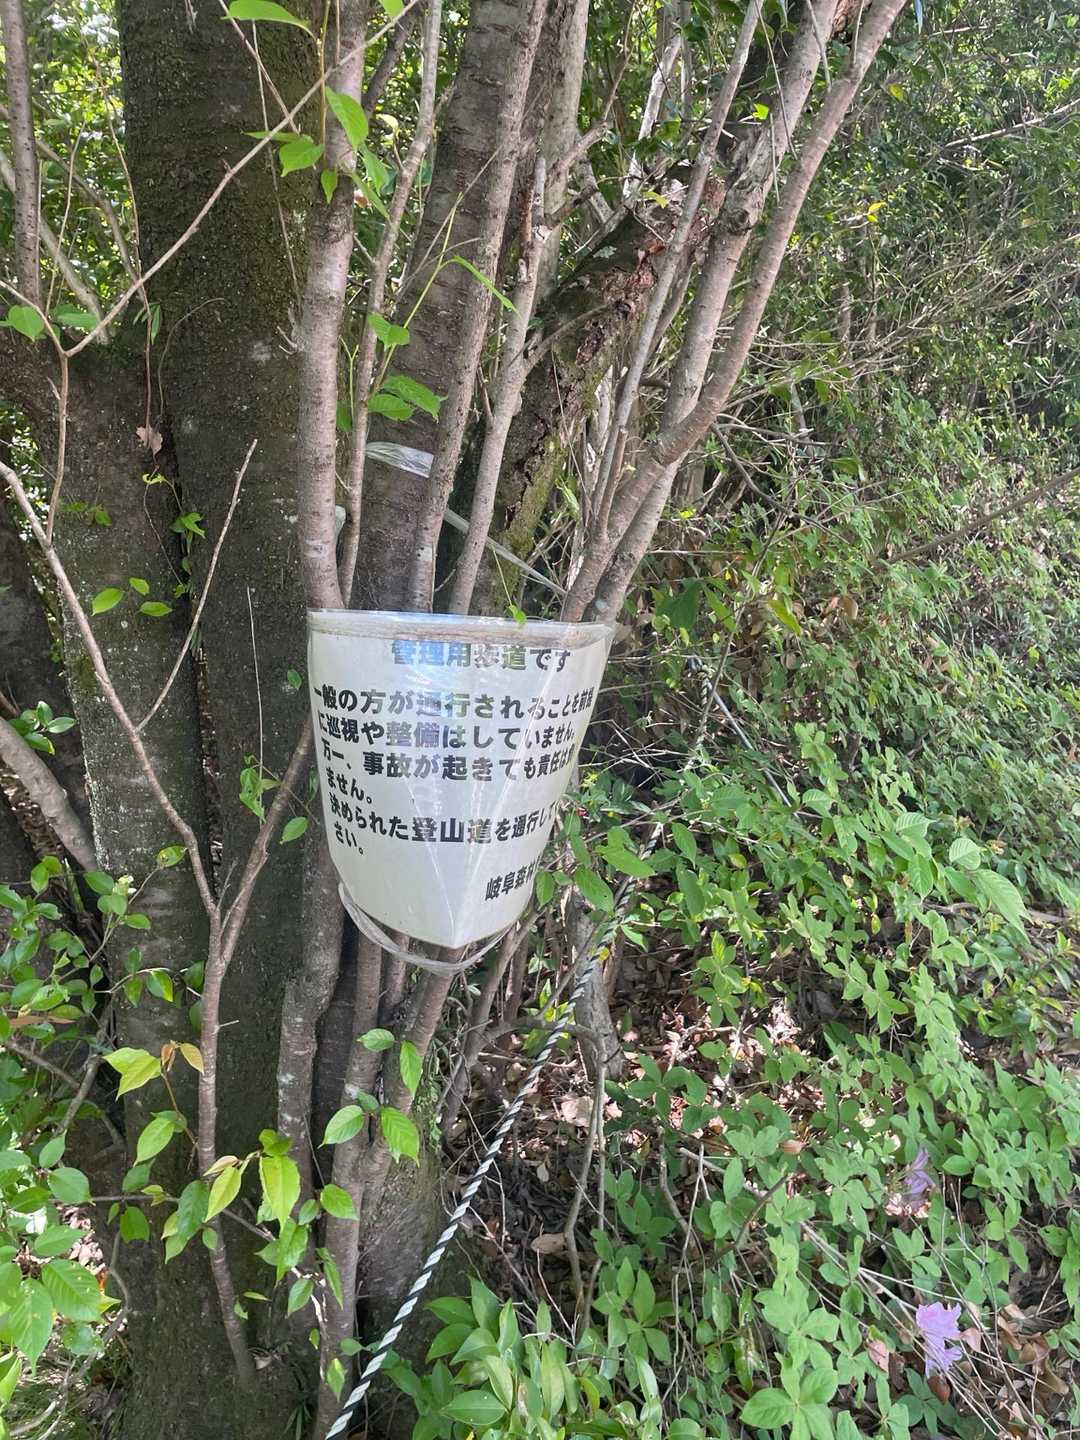 管理用歩道です
一般の方が通行されることを前提
に巡視や整備はしていません。
万一、事故が起きても責任は
ません。
決められた登山道を通行して
さい。
岐阜森林